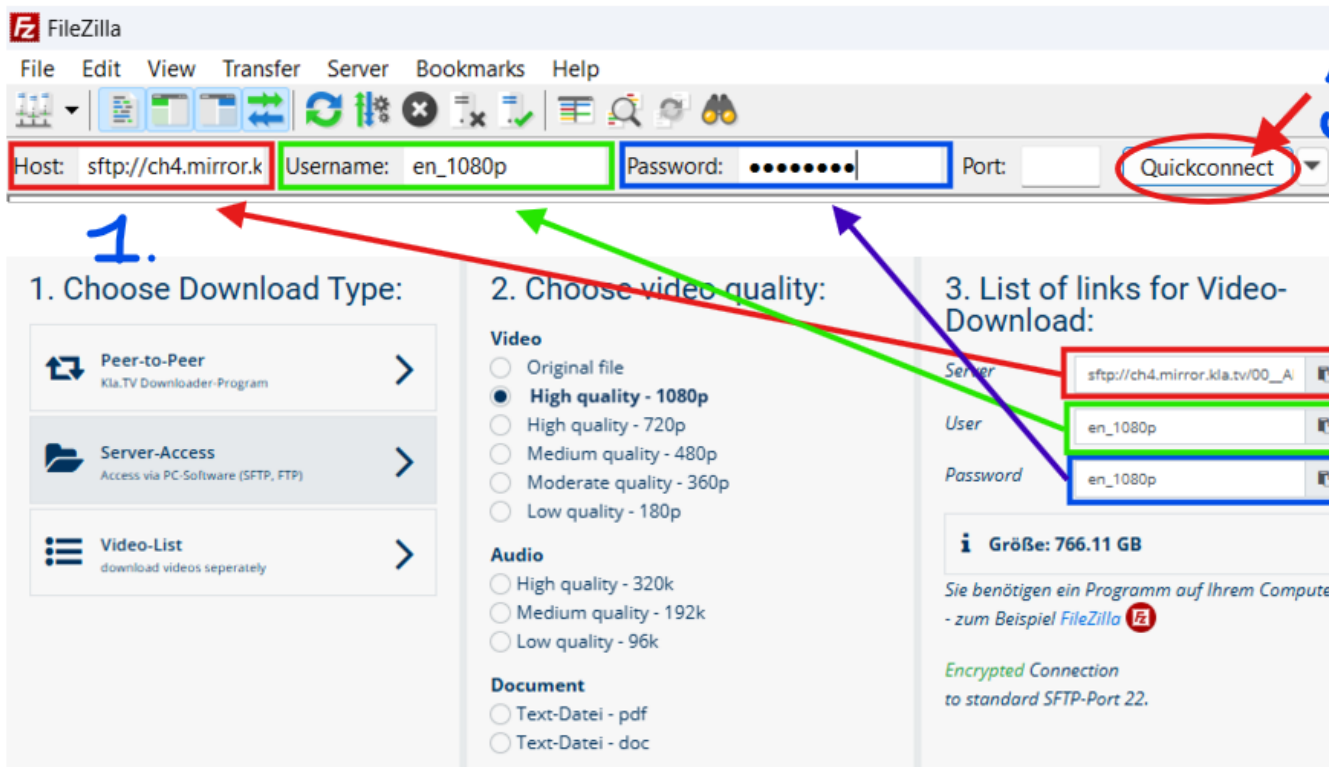 FileZilla
File Edit View Transfer Server Bookmarks Help
Host: sftp://ch4.mirror.k Username: en_1080p Password: ●●●●●●●● Port: Quickconnect
1.
1. Choose Download Type:
Peer-to-Peer
Kla.TV Downloader-Program
Server-Access
Access via PC-Software (SFTP, FTP)
Video-List
download videos seperately
2. Choose video quality:
Video
Original file
High quality - 1080p
High quality - 720p
Medium quality - 480p
Moderate quality - 360p
Low quality - 180p
Audio
High quality - 320k
Medium quality - 192k
Low quality - 96k
Document
Text-Datei - pdf
Text-Datei - doc
3. List of links for Video-
Download:
Server sftp://ch4.mirror.kla.tv/00__A
User en_1080p
Password en_1080p
i Größe: 766.11 GB
Sie benötigen ein Programm auf Ihrem Compute
- zum Beispiel FileZilla Fz
Encrypted Connection
to standard SFTP-Port 22.